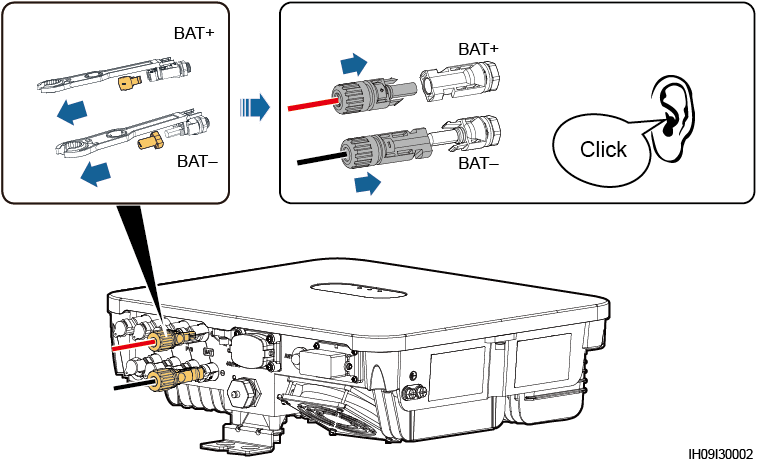 BAT+
BAT–
BAT+
BAT–
Click
IH09I30002